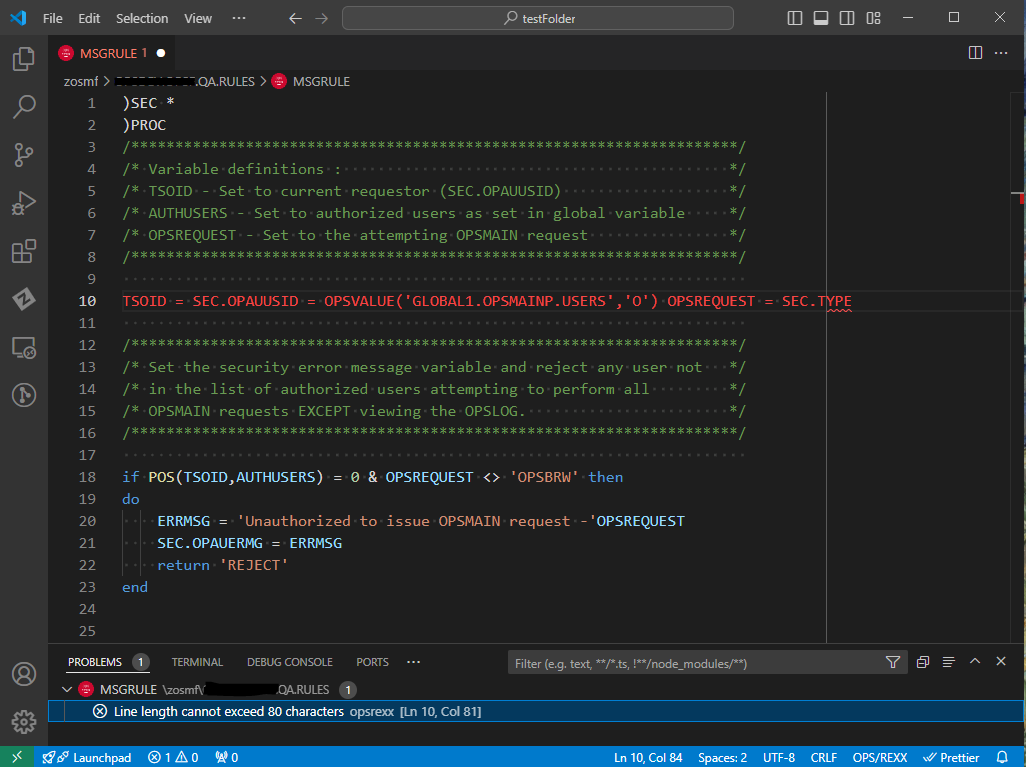 File Edit Selection View ··· testFolder
MSGRULE 1
zosmf > .QA.RULES > MSGRULE
1 )SEC *
2 )PROC
3 /*********************************************************************/
4 /* Variable definitions : */
5 /* TSOID - Set to current requestor (SEC.OPAUUSID) */
6 /* AUTHUSERS - Set to authorized users as set in global variable */
7 /* OPSREQUEST - Set to the attempting OPSMAIN request */
8 /*********************************************************************/
9
10 TSOID = SEC.OPAUUSID = OPSVALUE('GLOBAL1.OPSMAINP.USERS','O') OPSREQUEST = SEC.TYPE
11
12 /*********************************************************************/
13 /* Set the security error message variable and reject any user not */
14 /* in the list of authorized users attempting to perform all */
15 /* OPSMAIN requests EXCEPT viewing the OPSLOG. */
16 /*********************************************************************/
17
18 if POS(TSOID,AUTHUSERS) = 0 & OPSREQUEST <> 'OPSBRW' then
19 do
20 ERRMSG = 'Unauthorized to issue OPSMAIN request -'OPSREQUEST
21 SEC.OPAUERMG = ERRMSG
22 return 'REJECT'
23 end
24
25
PROBLEMS 1 TERMINAL DEBUG CONSOLE PORTS ··· Filter (e.g. text, **/*.ts, !**/node_modules/**)
MSGRULE \zosmf\ .QA.RULES 1
Line length cannot exceed 80 characters opsrexx [Ln 10, Col 81]
Launchpad 1 0 0 Ln 10, Col 84 Spaces: 2 UTF-8 CRLF OPS/REXX Prettier